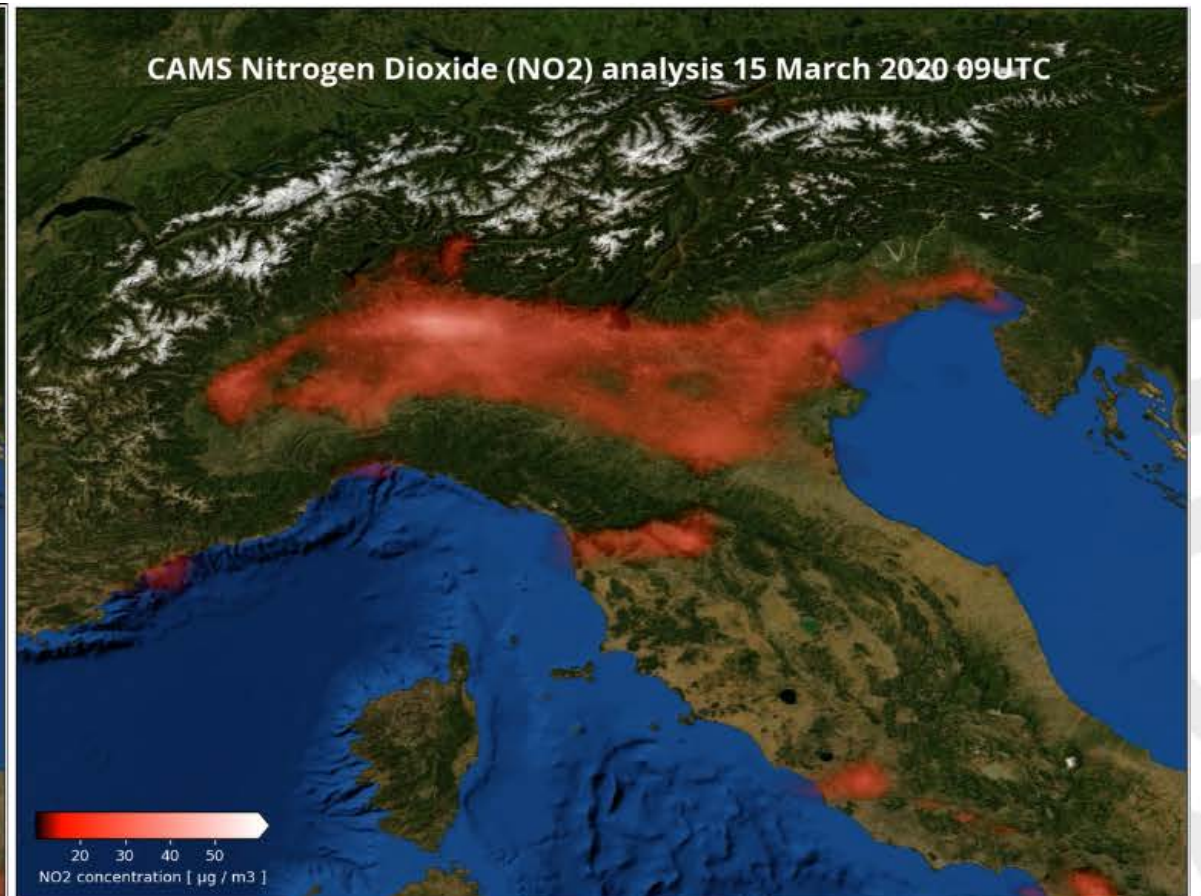 CAMS Nitrogen Dioxide (NO2) analysis 15 March 2020 09UTC
20 30 40 50
NO2 concentration [ µg / m3 ]